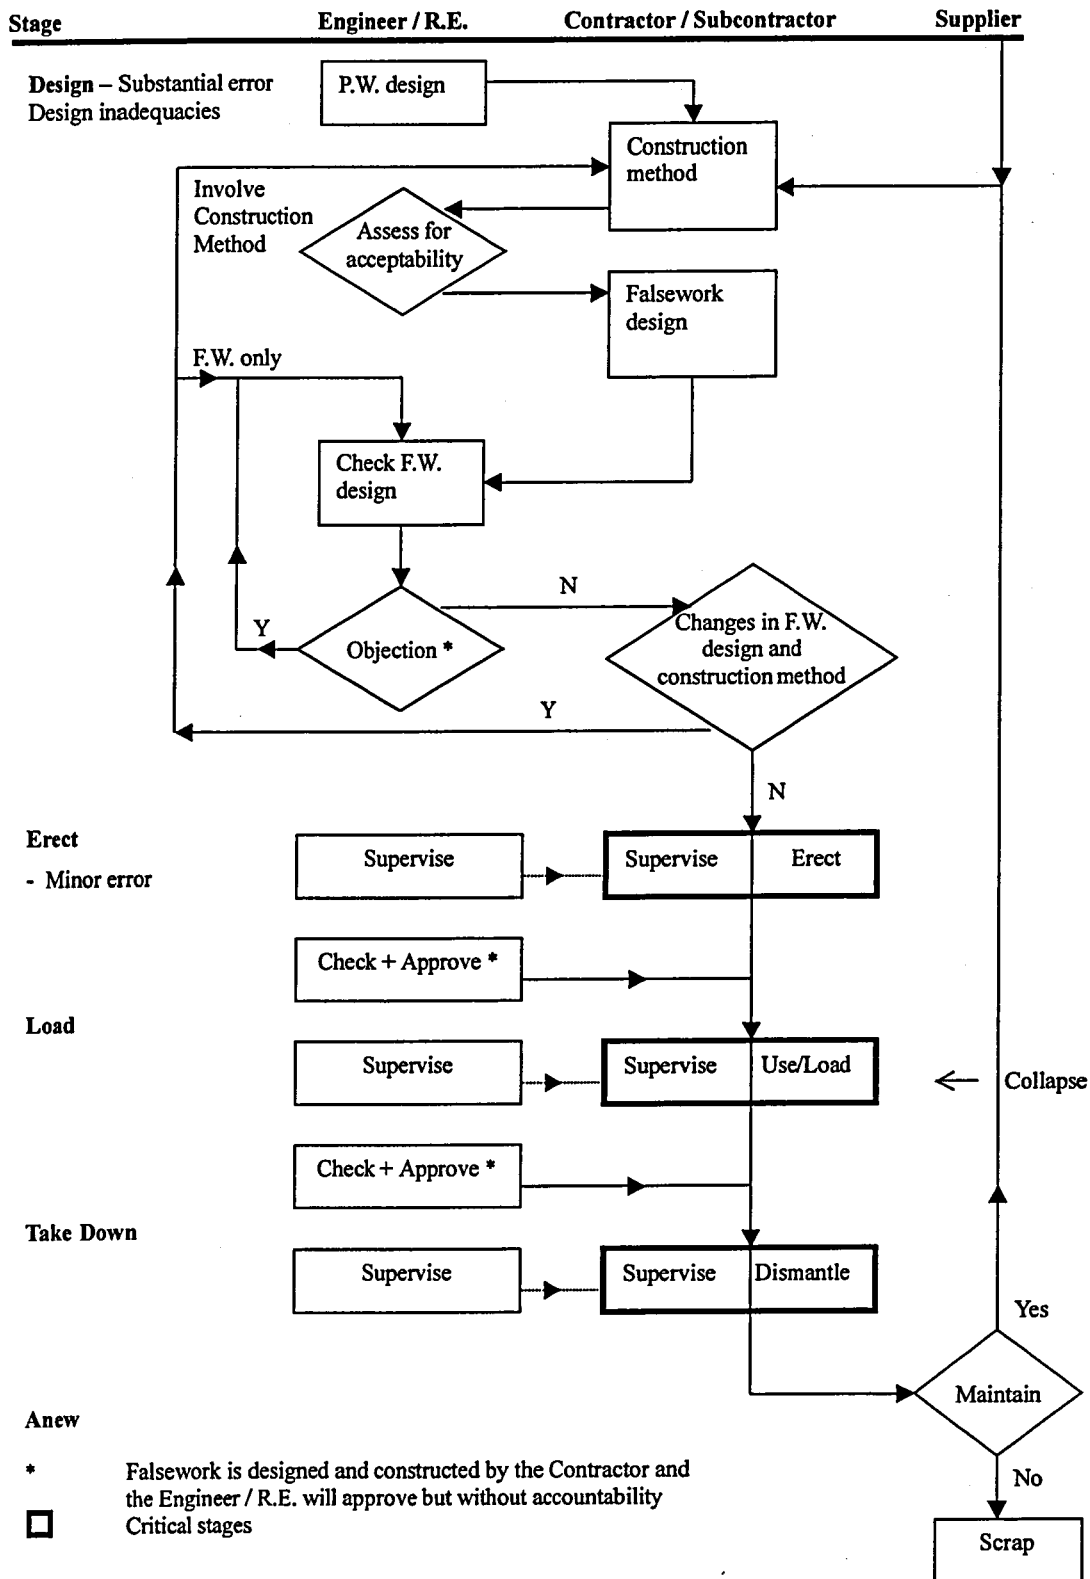 Stage Engineer / R.E. Contractor / Subcontractor Supplier
Design – Substantial error
Design inadequacies
P.W. design
Construction
method
Involve
Construction
Method
Assess for
acceptability
Falsework
design
F.W. only
Check F.W.
design
N
Y
Objection *
Changes in F.W.
design and
construction method
Y
N
Erect
- Minor error
Supervise
Supervise
Erect
Check + Approve *
Load
Supervise
Supervise
Use/Load
Collapse
Check + Approve *
Take Down
Supervise
Supervise
Dismantle
Yes
Maintain
Anew
* Falsework is designed and constructed by the Contractor and
the Engineer / R.E. will approve but without accountability
Critical stages
No
Scrap